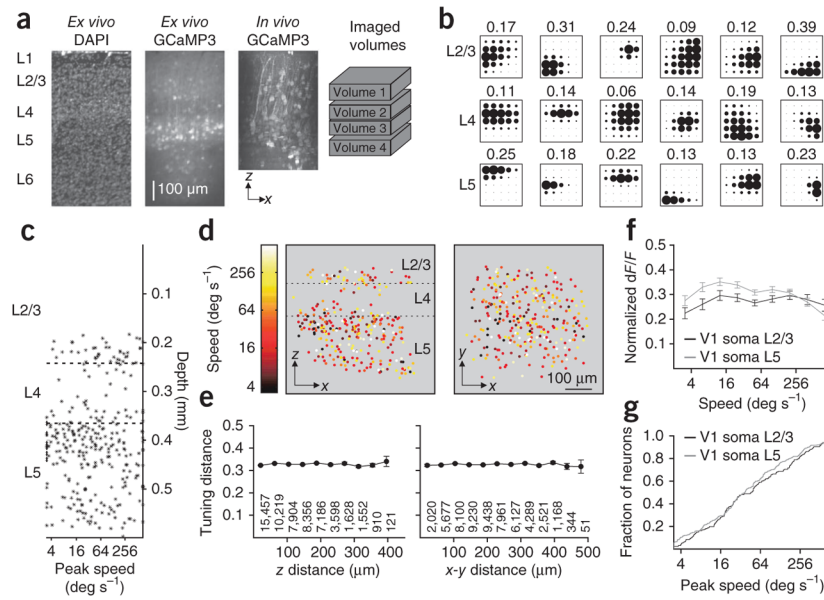 a
Ex vivo DAPI
Ex vivo GCaMP3
In vivo GCaMP3
Imaged volumes
L1
L2/3
L4
L5
L6
100 μm
z
x
Volume 1
Volume 2
Volume 3
Volume 4
b
0.17 0.31 0.24 0.09 0.12 0.39
L2/3
0.11 0.14 0.06 0.14 0.19 0.13
L4
0.25 0.18 0.22 0.13 0.13 0.23
L5
c
L2/3
L4
L5
0.1
0.2
0.3
0.4
0.5
Depth (mm)
4 16 64 256
Peak speed
(deg s⁻¹)
d
Speed (deg s⁻¹)
256
64
16
4
L2/3
L4
L5
z
x
y
x
100 μm
e
Tuning distance
0.5
0.4
0.3
0.2
0.1
15,457 10,219 7,904 8,356 7,186 3,598 1,628 1,552 910 121
100 200 300 400
z distance (μm)
2,020 5,677 8,100 9,230 9,438 7,961 6,127 4,289 2,521 1,168 344 51
100 200 300 400 500
x-y distance (μm)
f
Normalized dF/F
0.5
0.4
0.3
0.2
0.1
V1 soma L2/3
V1 soma L5
4 16 64 256
Speed (deg s⁻¹)
g
Fraction of neurons
1.0
0.8
0.6
0.4
0.2
V1 soma L2/3
V1 soma L5
4 16 64 256
Peak speed (deg s⁻¹)